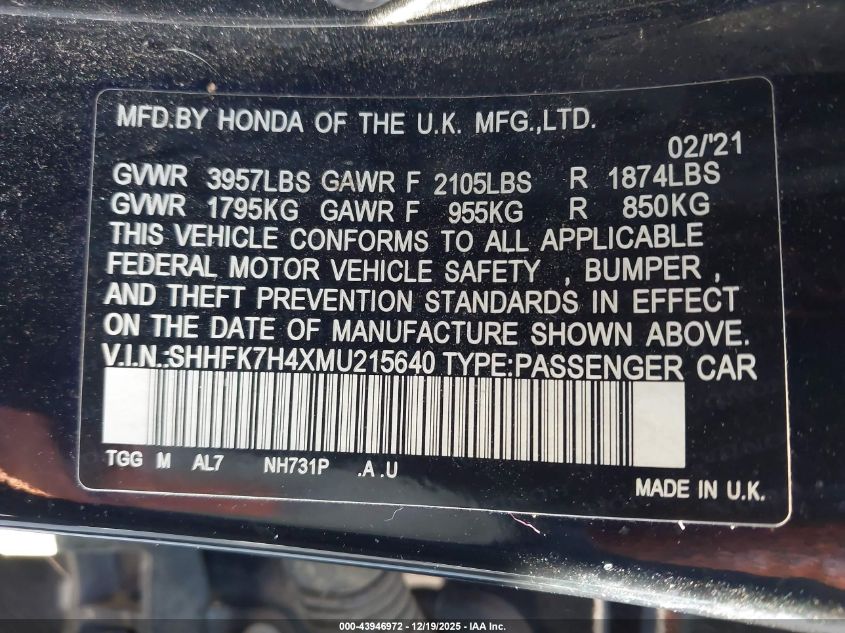 MFD.BY HONDA OF THE U.K. MFG.,LTD.
02/'21
GVWR 3957LBS GAWR F 2105LBS R 1874LBS
GVWR 1795KG GAWR F 955KG R 850KG
THIS VEHICLE CONFORMS TO ALL APPLICABLE
FEDERAL MOTOR VEHICLE SAFETY , BUMPER ,
AND THEFT PREVENTION STANDARDS IN EFFECT
ON THE DATE OF MANUFACTURE SHOWN ABOVE.
V.I.N.:SHHFK7H4XMU215640 TYPE:PASSENGER CAR
TGG M AL7 NH731P .A .U
MADE IN U.K.
000-43946972 | 12/19/2025 - IAA Inc.